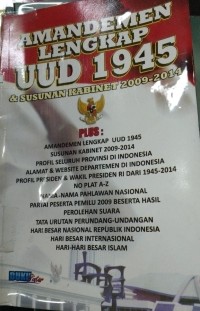 AMANDEMEN
LENGKAP
UUD 1945
& SUSUNAN KABINET 2009-2014
PLUS :
AMANDEMEN LENGKAP UUD 1945
SUSUNAN KABINET 2009-2014
PROFIL SELURUH PROVINSI DI INDONESIA
ALAMAT & WEBSITE DEPARTEMEN DI INDONESIA
PROFIL PRESIDEN & WAKIL PRESIDEN RI DARI 1945-2014
NO PLAT A-Z
NAMA-NAMA PAHLAWAN NASIONAL
PARTAI PESERTA PEMILU 2009 BESERTA HASIL
PEROLEHAN SUARA
TATA URUTAN PERUNDANG-UNDANGAN
HARI BESAR NASIONAL REPUBLIK INDONESIA
HARI BESAR INTERNASIONAL
HARI-HARI BESAR ISLAM
BUKU